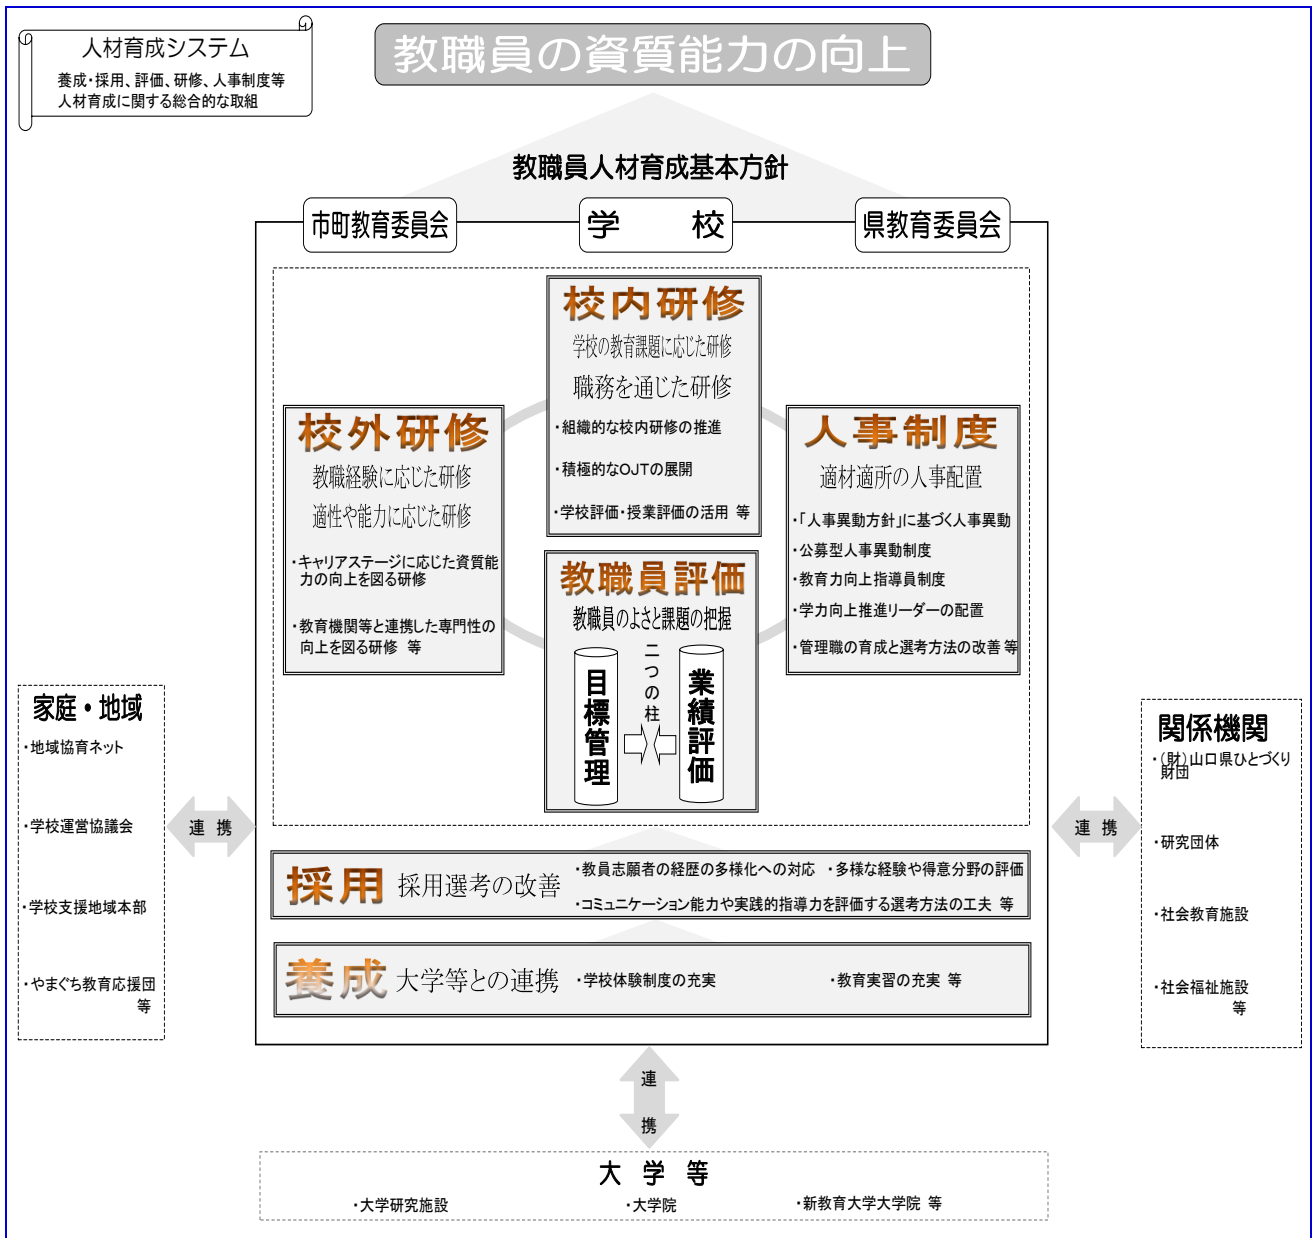 人材育成システム
養成・採用、評価、研修、人事制度等
人材育成に関する総合的な取組
教職員の資質能力の向上
教職員人材育成基本方針
市町教育委員会
学 校
県教育委員会
校内研修
学校の教育課題に応じた研修
職務を通じた研修
・組織的な校内研修の推進
・積極的なOJTの展開
・学校評価・授業評価の活用 等
校外研修
教職経験に応じた研修
適性や能力に応じた研修
・キャリアステージに応じた資質能
力の向上を図る研修
・教育機関等と連携した専門性の
向上を図る研修 等
人事制度
適材適所の人事配置
・「人事異動方針」に基づく人事異動
・公募型人事異動制度
・教育力向上指導員制度
・学力向上推進リーダーの配置
・管理職の育成と選考方法の改善 等
教職員評価
教職員のよさと課題の把握
目標管理
二つの柱
業績評価
家庭・地域
・地域協育ネット
・学校運営協議会
・学校支援地域本部
・やまぐち教育応援団
等
連 携
連 携
関係機関
・(財)山口県ひとづくり
財団
・研究団体
・社会教育施設
・社会福祉施設
等
採用 採用選考の改善
・教員志願者の経歴の多様化への対応 ・多様な経験や得意分野の評価
・コミュニケーション能力や実践的指導力を評価する選考方法の工夫 等
養成 大学等との連携 ・学校体験制度の充実 ・教育実習の充実 等
連
携
大 学 等
・大学研究施設 ・大学院 ・新教育大学大学院 等